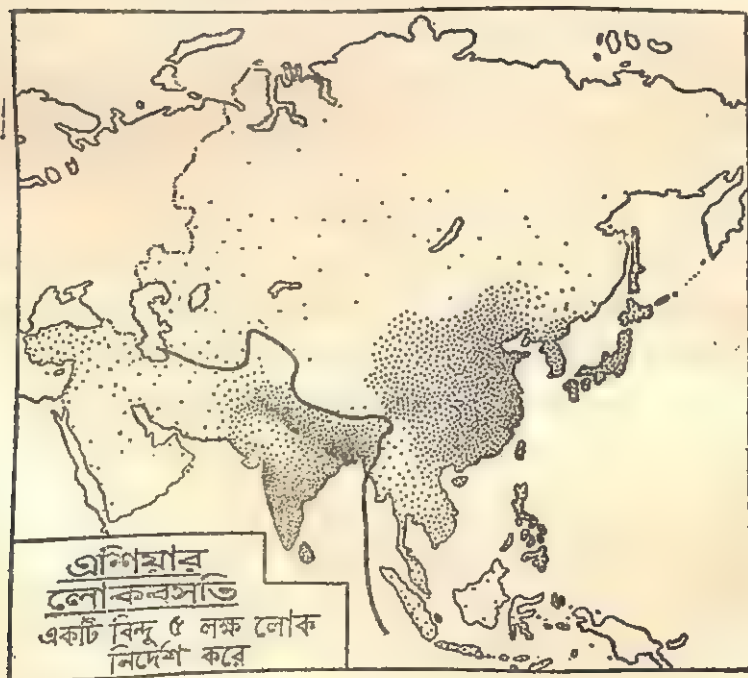 এশিয়ার
লোকবসতি
একটি বিন্দু ৫ লক্ষ লোক
নির্দেশ করে